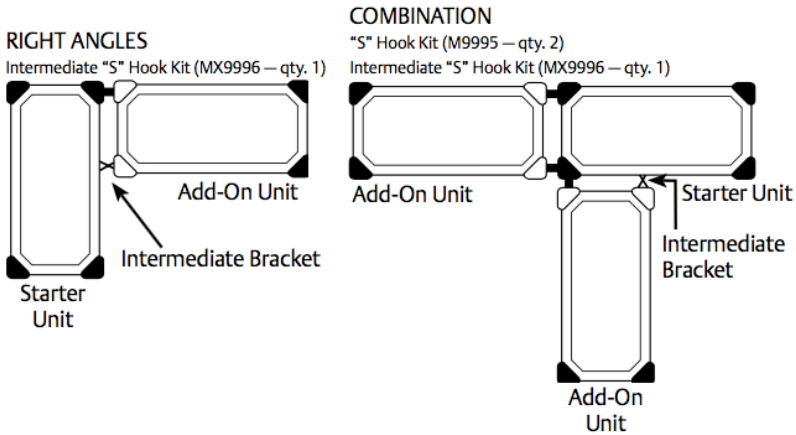 RIGHT ANGLES
Intermediate “S” Hook Kit (MX9996 — qty. 1)
Add-On Unit
Intermediate Bracket
Starter
Unit
COMBINATION
“S” Hook Kit (M9995 — qty. 2)
Intermediate “S” Hook Kit (MX9996 — qty. 1)
Add-On Unit
Starter Unit
Intermediate
Bracket
Add-On
Unit